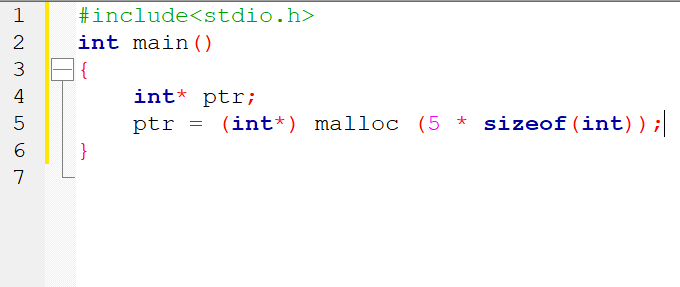 1 #include<stdio.h>
2 int main()
3 {
4     int* ptr;
5     ptr = (int*) malloc (5 * sizeof(int));
6 }
7